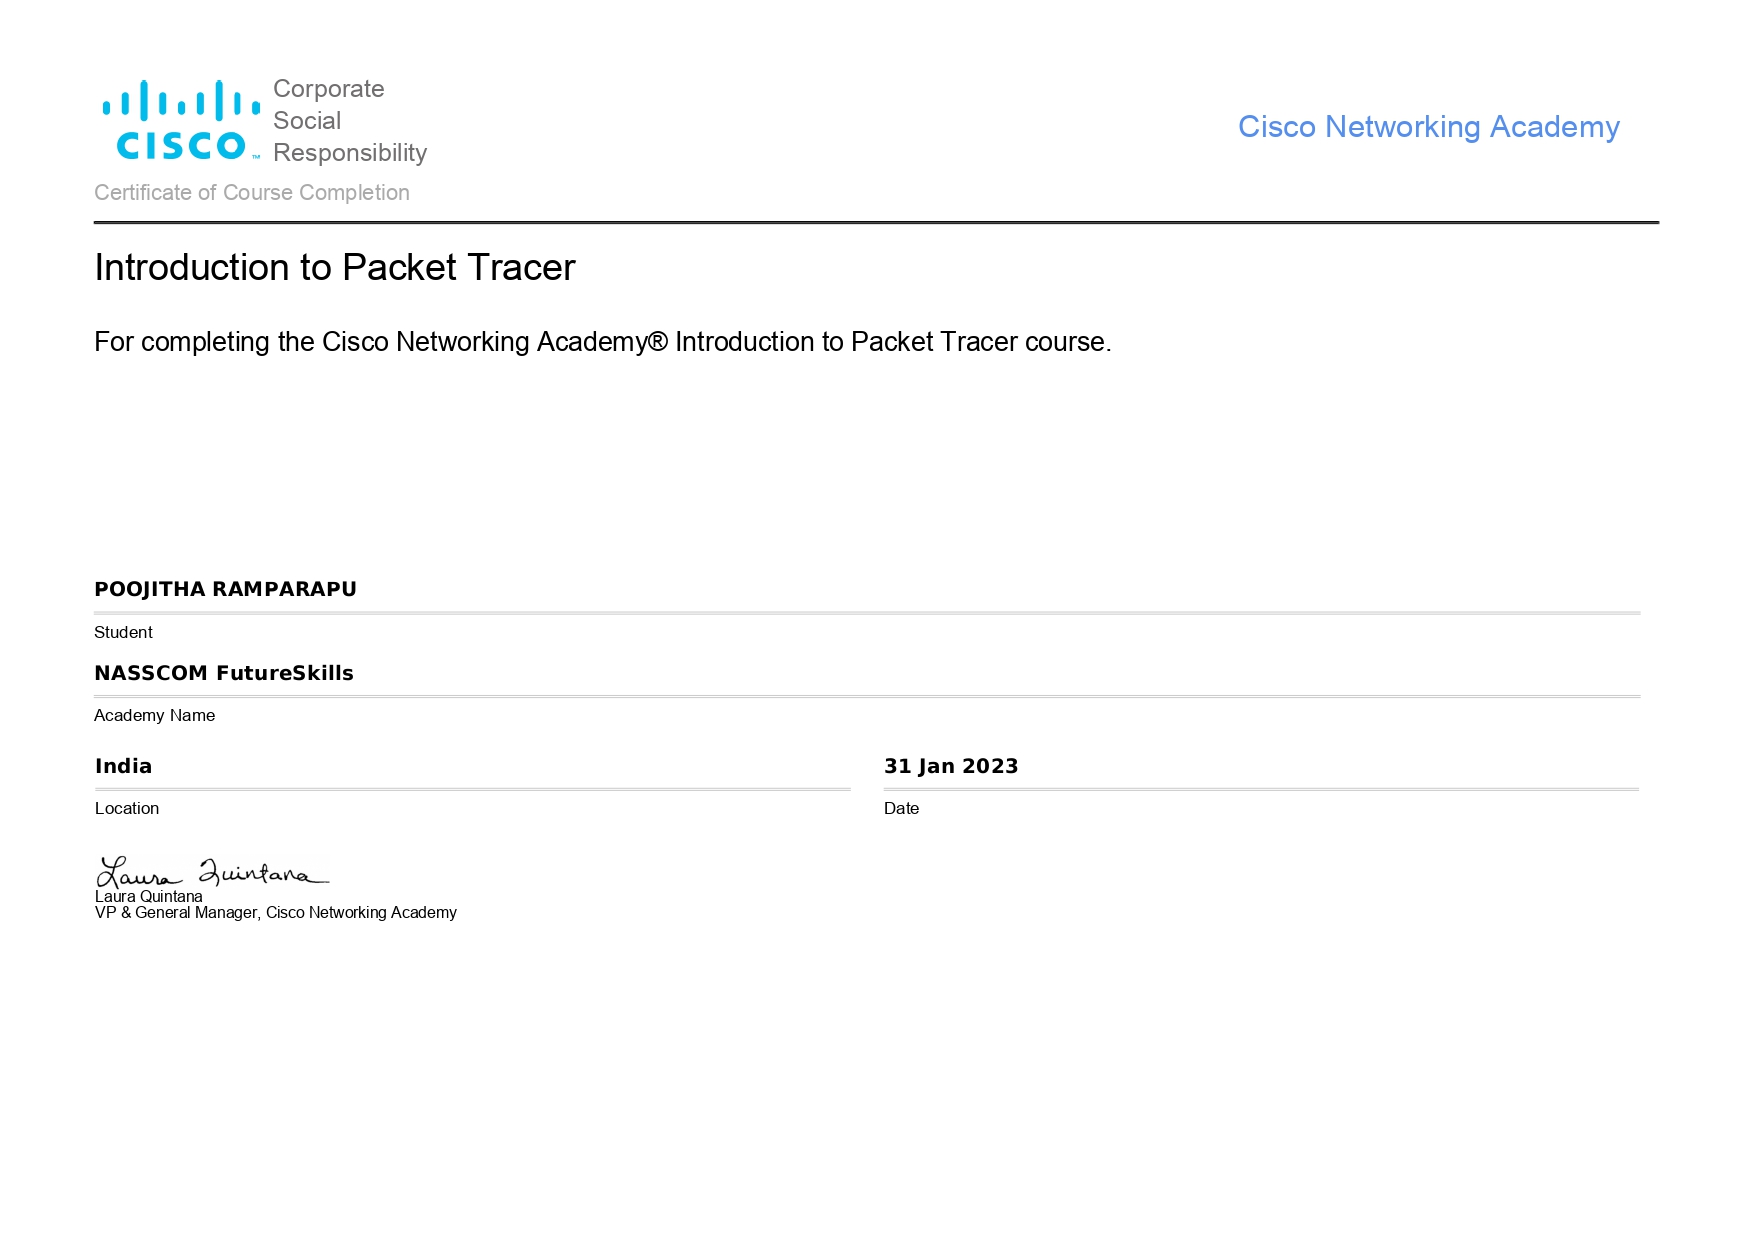 Corporate
Social
CISCO™ Responsibility
Cisco Networking Academy
Certificate of Course Completion
Introduction to Packet Tracer
For completing the Cisco Networking Academy® Introduction to Packet Tracer course.
POOJITHA RAMPARAPU
Student
NASSCOM FutureSkills
Academy Name
India
Location
31 Jan 2023
Date
Laura Quintana
Laura Quintana
VP & General Manager, Cisco Networking Academy